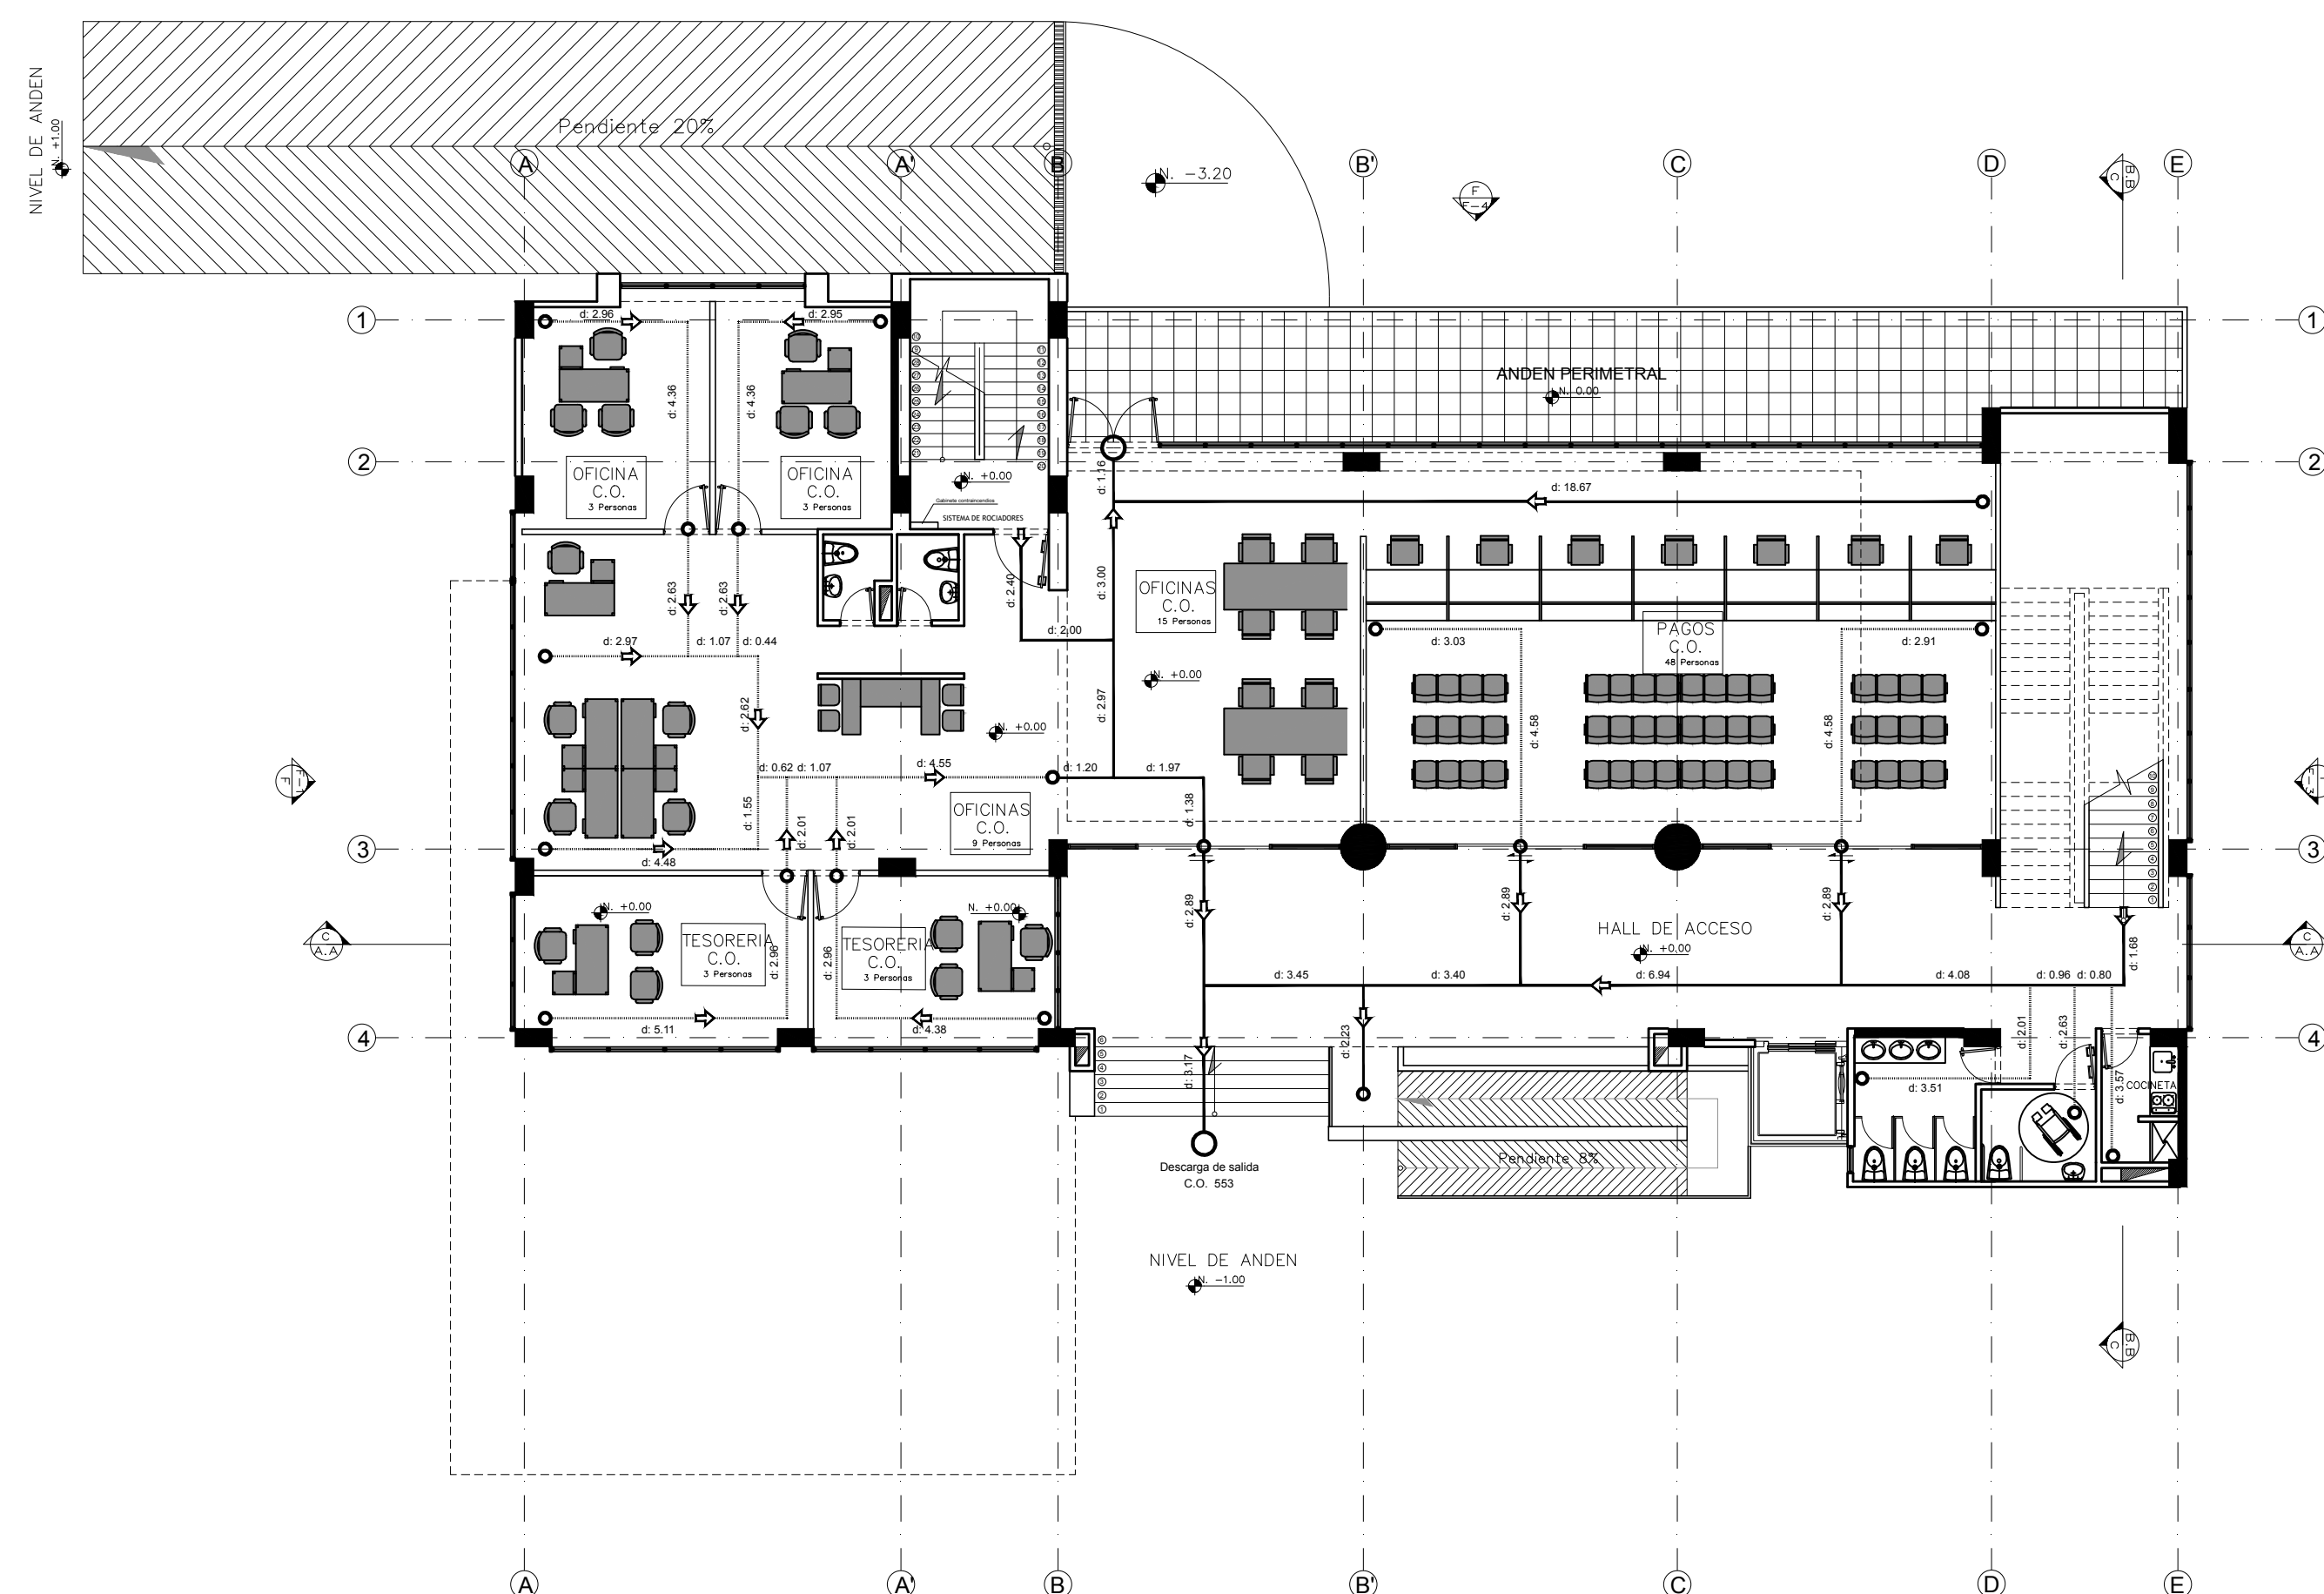 NIVEL DE ANDEN
N. +1.00
Pendiente 20%
A
A'
B
B'
C
D
E
N. -3.20
F
F-4
B.B
C
1
1
d: 2.96
d: 2.95
d: 4.36
d: 4.36
ANDEN PERIMETRAL
N. 0.00
2
2
OFICINA
C.O.
3 Personas
OFICINA
C.O.
3 Personas
N. +0.00
Gabinete contraincendios
SISTEMA DE ROCIADORES
d: 1.16
d: 18.67
d: 2.63
d: 2.63
d: 2.40
d: 3.00
OFICINAS
C.O.
15 Personas
d: 2.97
d: 1.07
d: 0.44
d: 2.00
d: 3.03
PAGOS
C.O.
48 Personas
d: 2.91
N. +0.00
d: 2.62
d: 2.97
N. +0.00
d: 4.58
d: 4.58
d: 0.62
d: 1.07
d: 4.55
d: 1.20
d: 1.97
d: 1.55
d: 2.01
d: 2.01
OFICINAS
C.O.
9 Personas
d: 1.38
F-1
F
3
3
d: 4.48
N. +0.00
N. +0.00
d: 2.89
d: 2.89
d: 2.89
HALL DE ACCESO
N. +0.00
TESORERIA
C.O.
3 Personas
d: 2.96
TESORERIA
C.O.
3 Personas
d: 2.96
d: 1.68
C
A.A
C
A.A
d: 3.45
d: 3.40
d: 6.94
d: 4.08
d: 0.96
d: 0.80
d: 5.11
d: 4.38
4
4
d: 3.17
d: 2.23
d: 2.01
d: 2.63
d: 3.57
d: 3.51
COCINETA
Pendiente 8%
Descarga de salida
C.O. 553
NIVEL DE ANDEN
N. -1.00
B.B
C
A
A'
B
B'
C
D
E